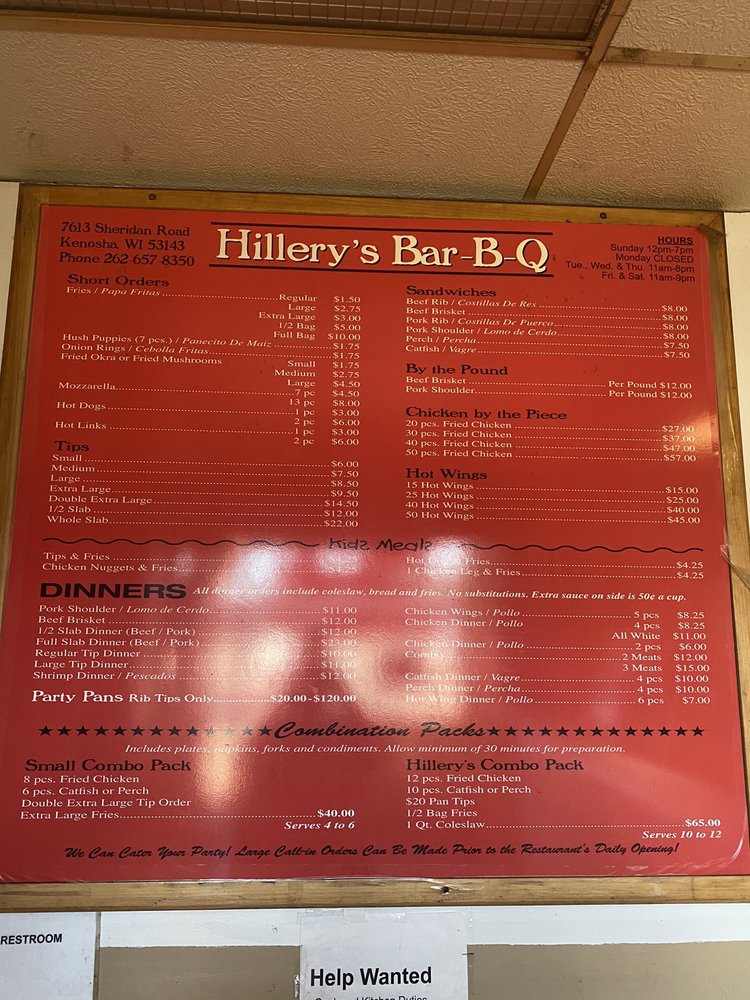 7613 Sheridan Road
Kenosha, WI 53143
Phone 262-657-8350
Hillery's Bar-B-Q
HOURS
Sunday 12pm-7pm
Monday CLOSED
Tue., Wed. & Thu. 11am-8pm
Fri. & Sat. 11am-9pm
Short Orders
Fries / Papa Fritas Regular $1.50
Large $2.75
Extra Large $3.00
1/2 Bag $5.00
Full Bag $10.00
Hush Puppies (7 pcs.) / Panecito De Maiz $1.75
Onion Rings / Cebolla Fritas $1.75
Fried Okra or Fried Mushrooms Small $1.75
Medium $2.75
Large $4.50
Mozzarella 7 pc $4.50
13 pc $8.00
Hot Dogs 1 pc $3.00
2 pc $6.00
Hot Links 1 pc $3.00
2 pc $6.00
Tips
Small $6.00
Medium $7.50
Large $8.50
Extra Large $9.50
Double Extra Large $14.50
1/2 Slab $12.00
Whole Slab $22.00
Sandwiches
Beef Rib / Costillas De Res $8.00
Beef Brisket $8.00
Pork Rib / Costillas De Puerco $8.00
Pork Shoulder / Lomo de Cerdo $8.00
Perch / Percha $7.50
Catfish / Vagre $7.50
By the Pound
Beef Brisket Per Pound $12.00
Pork Shoulder Per Pound $12.00
Chicken by the Piece
20 pcs. Fried Chicken $27.00
30 pcs. Fried Chicken $37.00
40 pcs. Fried Chicken $47.00
50 pcs. Fried Chicken $57.00
Hot Wings
15 Hot Wings $15.00
25 Hot Wings $25.00
40 Hot Wings $40.00
50 Hot Wings $45.00
Kidz Mealz
Tips & Fries
Chicken Nuggets & Fries
Hot & Fries $4.25
1 Chicken Leg & Fries $4.25
DINNERS All dinner orders include coleslaw, bread and fries. No substitutions. Extra sauce on side is 50¢ a cup.
Pork Shoulder / Lomo de Cerdo $11.00
Beef Brisket $12.00
1/2 Slab Dinner (Beef / Pork) $12.00
Full Slab Dinner (Beef / Pork)
Regular Tip Dinner $10.00
Large Tip Dinner $11.00
Shrimp Dinner / Pescados $12.00
Chicken Wings / Pollo 5 pcs $8.25
Chicken Dinner / Pollo 4 pcs $8.25
All White $11.00
Chicken Dinner / Pollo 2 pcs $6.00
Combo 2 Meats $12.00
3 Meats $15.00
Catfish Dinner / Vagre 4 pcs $10.00
Perch Dinner / Percha 4 pcs $10.00
Hot Wing Dinner / Pollo 6 pcs $7.00
Party Pans Rib Tips Only $20.00 - $120.00
Combination Packs
Includes plates, napkins, forks and condiments. Allow minimum of 30 minutes for preparation.
Small Combo Pack
8 pcs. Fried Chicken
6 pcs. Catfish or Perch
Double Extra Large Tip Order
Extra Large Fries $40.00
Serves 4 to 6
Hillery's Combo Pack
12 pcs. Fried Chicken
10 pcs. Catfish or Perch
$20 Pan Tips
1/2 Bag Fries
1 Qt. Coleslaw $65.00
Serves 10 to 12
We Can Cater Your Party! Large Call-in Orders Can Be Made Prior to the Restaurant's Daily Opening!
RESTROOM
Help Wanted